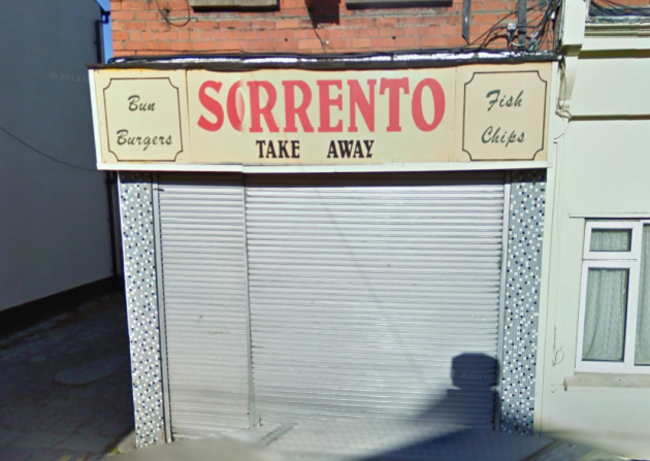 Bun
Burgers
SORRENTO
TAKE AWAY
Fish
Chips